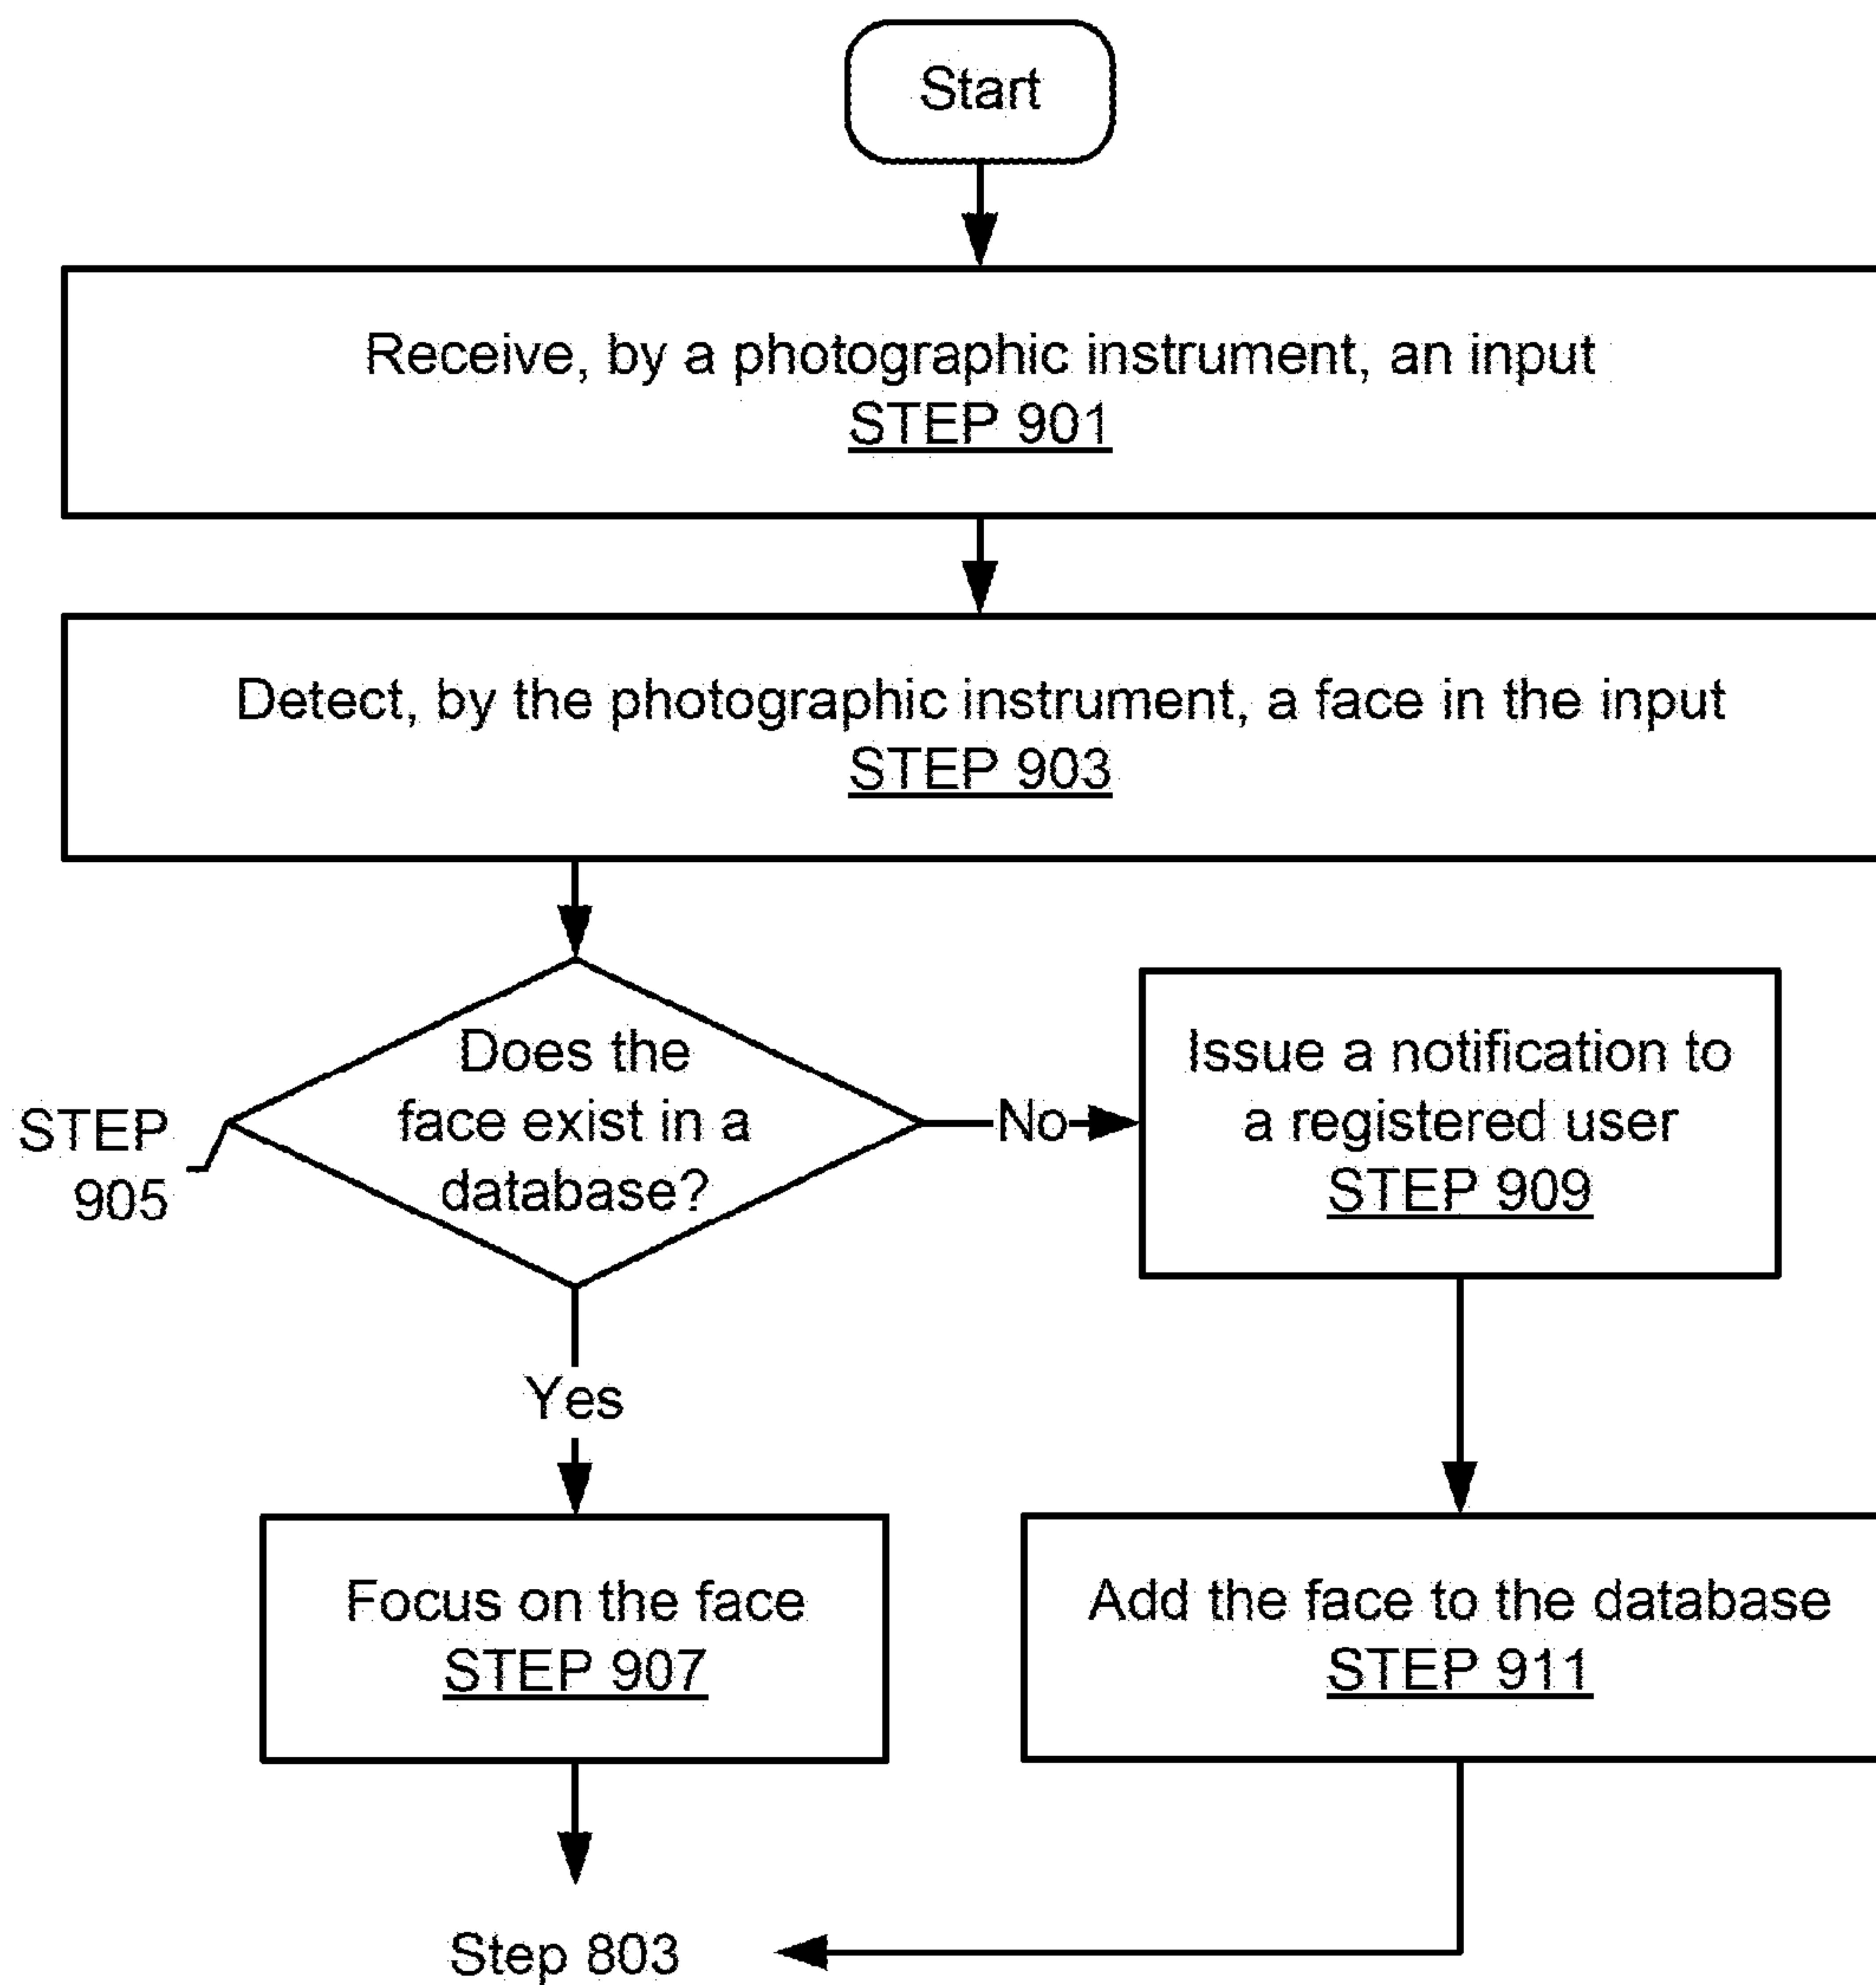 Start
Receive, by a photographic instrument, an input
STEP 901
Detect, by the photographic instrument, a face in the input
STEP 903
STEP
905
Does the
face exist in a
database?
No
Issue a notification to
a registered user
STEP 909
Yes
Focus on the face
STEP 907
Add the face to the database
STEP 911
Step 803